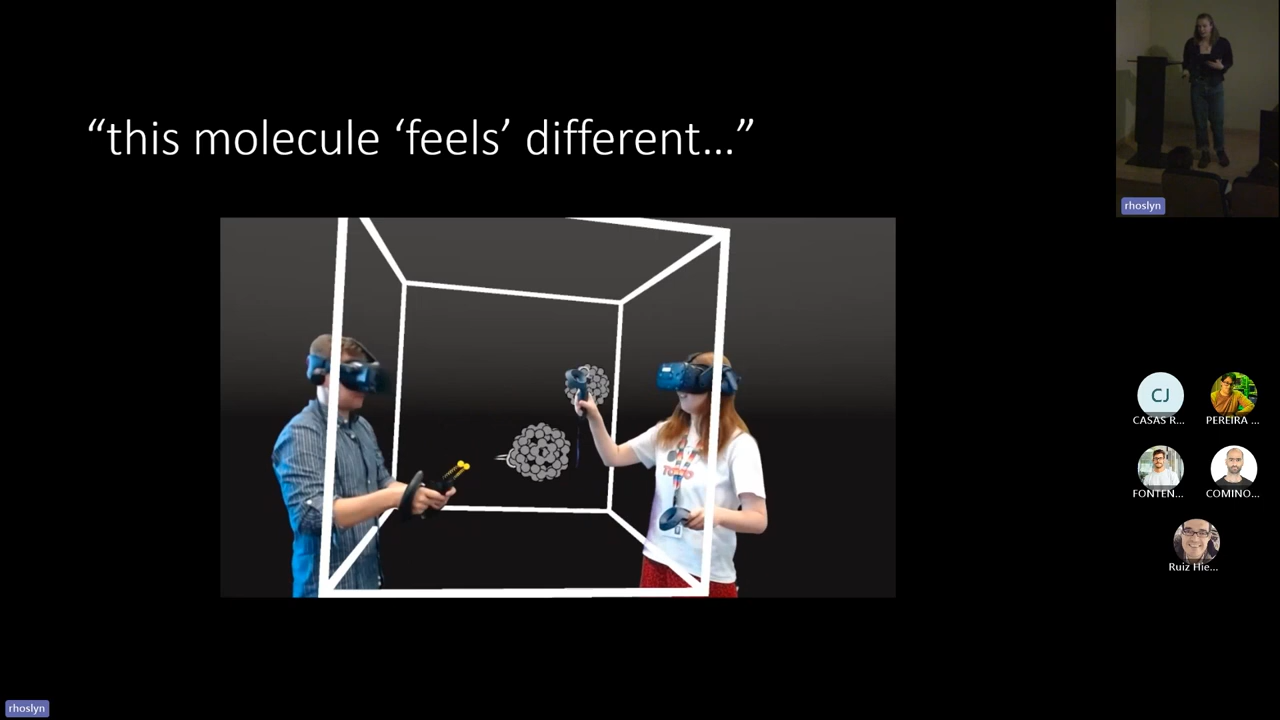 “this molecule ‘feels’ different…”
rhoslyn
CJ
CASAS R...
PEREIRA ...
FONTEN...
COMINO...
Ruiz Hie...
rhoslyn